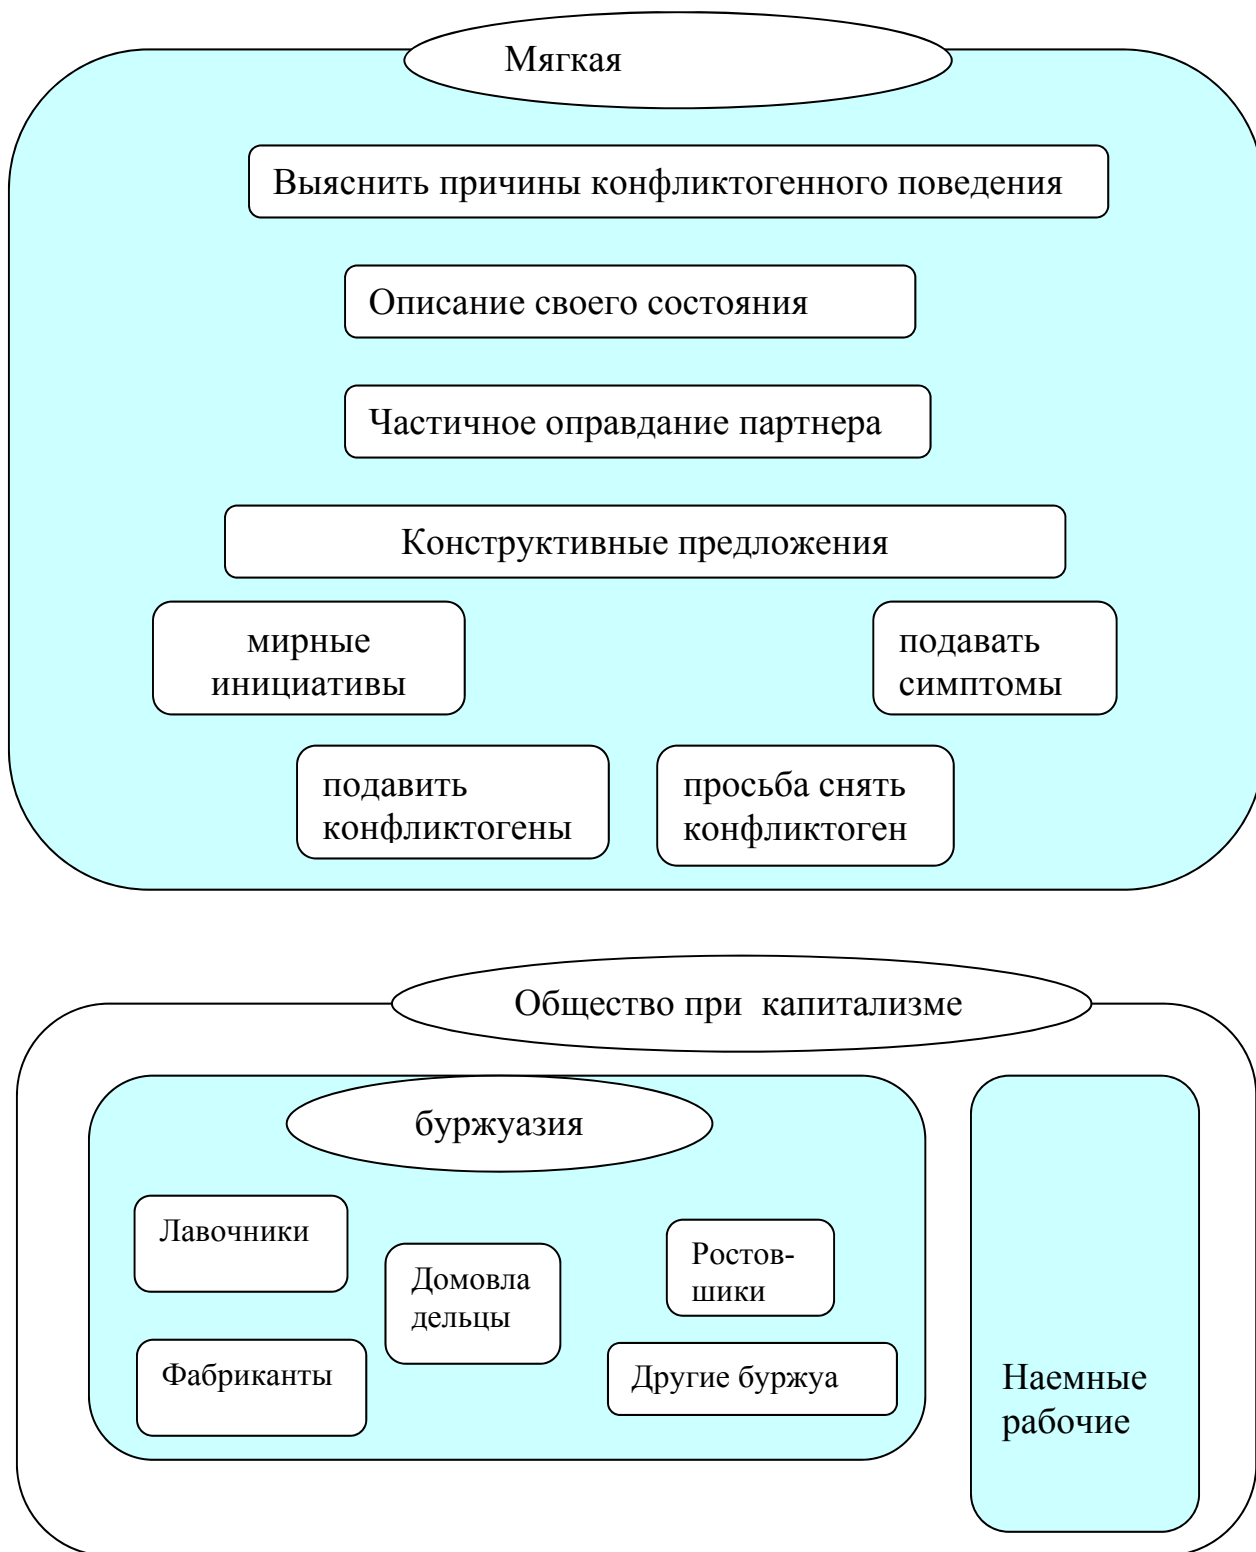 Мягкая
Выяснить причины конфликтогенного поведения
Описание своего состояния
Частичное оправдание партнера
Конструктивные предложения
мирные
инициативы
подавать
симптомы
подавить
конфликтогены
просьба снять
конфликтоген
Общество при  капитализме
буржуазия
Лавочники
Домовла
дельцы
Ростов-
шики
Фабриканты
Другие буржуа
Наемные
рабочие